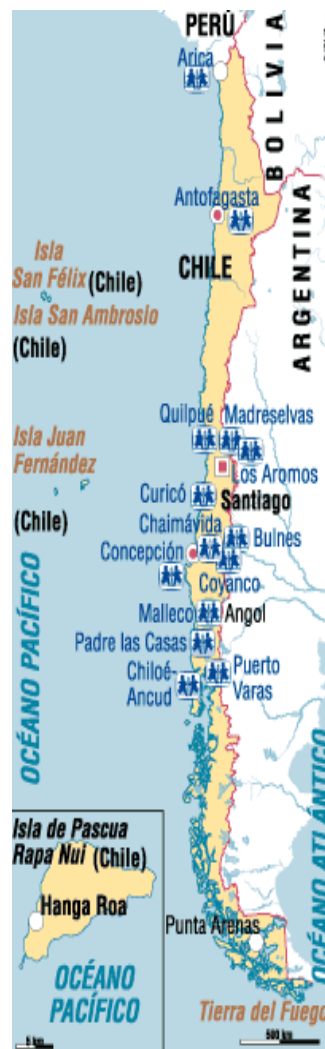 PERÚ
Arica
BOLIVIA
Antofagasta
CHILE
ARGENTINA
Isla
San Félix (Chile)
Isla San Ambrosio
(Chile)
Quilpué
Madreselvas
Isla Juan
Fernández
(Chile)
Los Aromos
Curicó
Santiago
Chaimávida
Bulnes
Concepción
Coyanco
Malleco
Angol
Padre las Casas
Chiloé-
Ancud
Puerto
Varas
OCÉANO PACÍFICO
OCÉANO ATLÁNTICO
Isla de Pascua
Rapa Nui (Chile)
Hanga Roa
OCÉANO
PACÍFICO
Punta Arenas
Tierra del Fuego
5 km
500 km